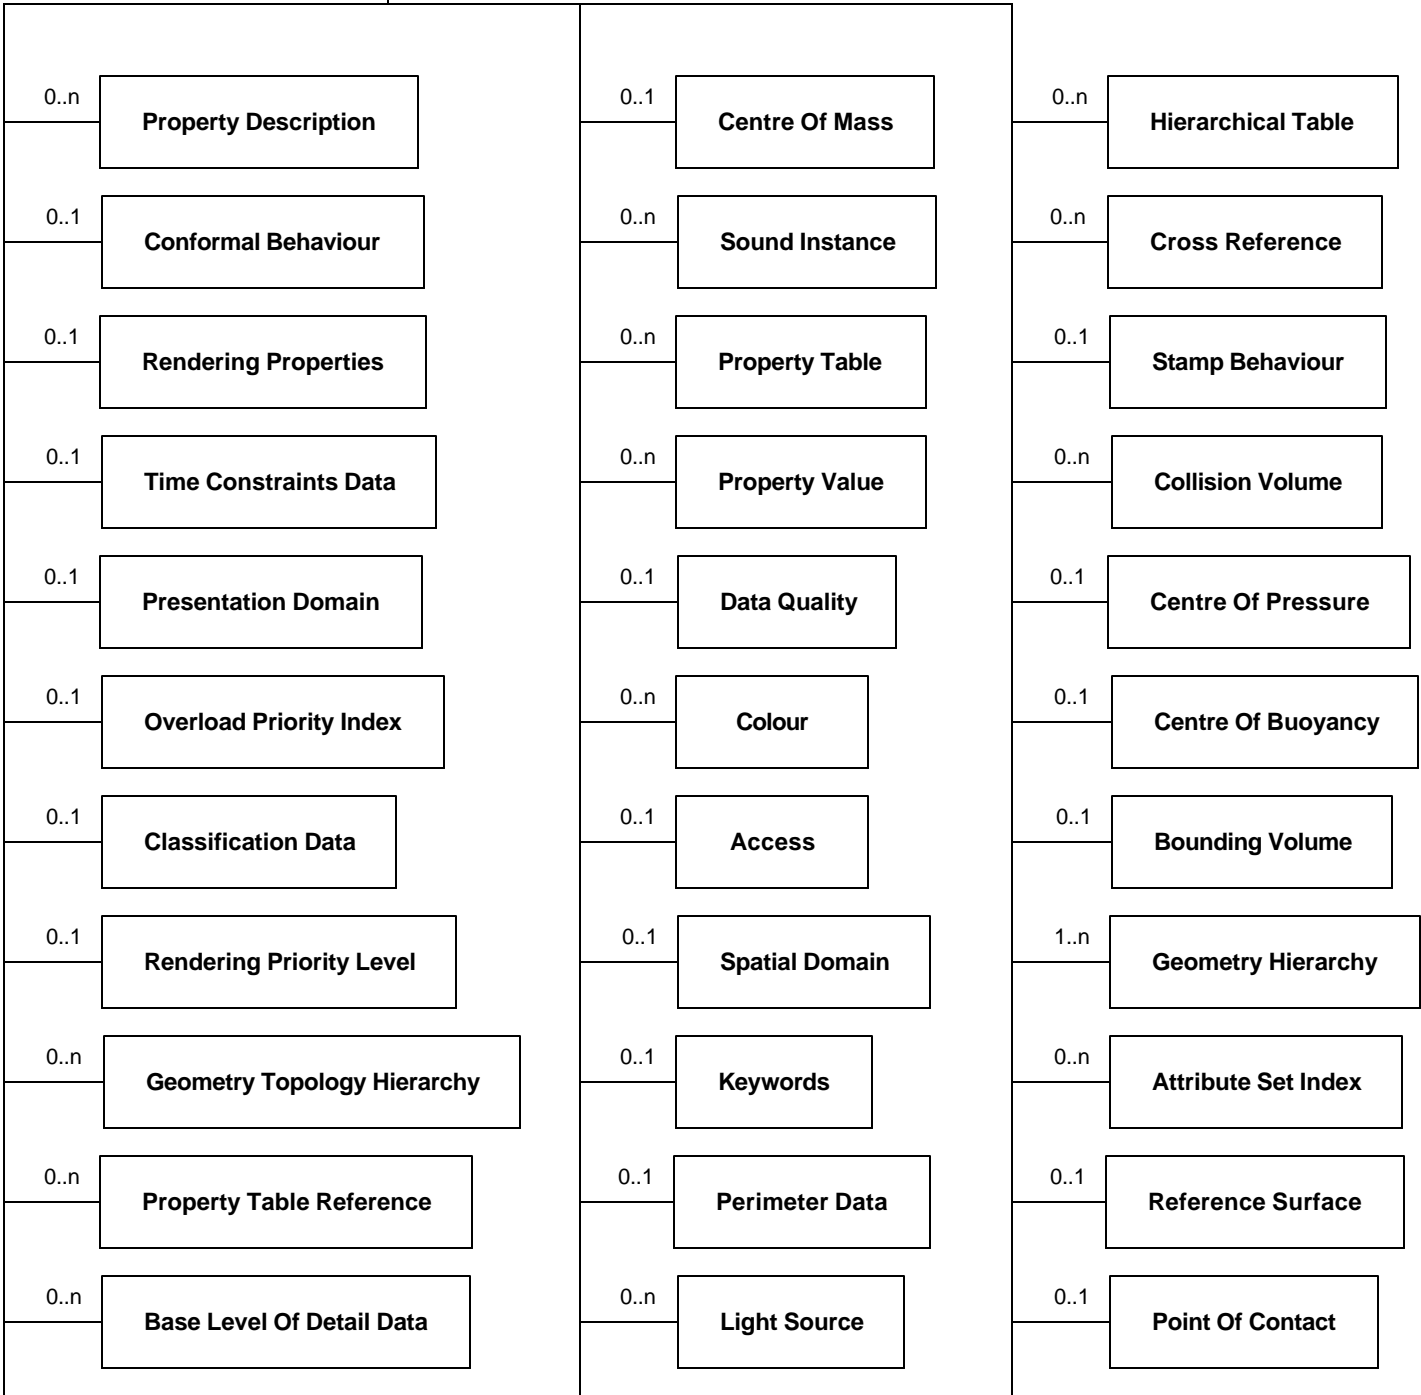 0..n
Property Description
0..1
Conformal Behaviour
0..1
Rendering Properties
0..1
Time Constraints Data
0..1
Presentation Domain
0..1
Overload Priority Index
0..1
Classification Data
0..1
Rendering Priority Level
0..n
Geometry Topology Hierarchy
0..n
Property Table Reference
0..n
Base Level Of Detail Data
0..1
Centre Of Mass
0..n
Sound Instance
0..n
Property Table
0..n
Property Value
0..1
Data Quality
0..n
Colour
0..1
Access
0..1
Spatial Domain
0..1
Keywords
0..1
Perimeter Data
0..n
Light Source
0..n
Hierarchical Table
0..n
Cross Reference
0..1
Stamp Behaviour
0..n
Collision Volume
0..1
Centre Of Pressure
0..1
Centre Of Buoyancy
0..1
Bounding Volume
1..n
Geometry Hierarchy
0..n
Attribute Set Index
0..1
Reference Surface
0..1
Point Of Contact